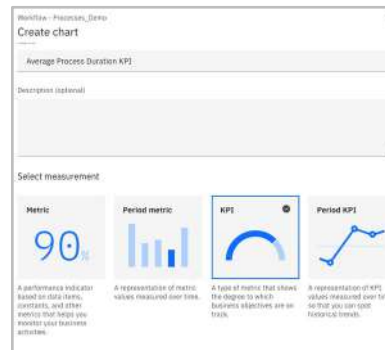 Workflow - Processes_Demo
Create chart
Average Process Duration KPI
Description (optional)
Select measurement
Metric
90%
A performance indicator
based on data items,
constants, and other
metrics that helps you
monitor your business
activities.
Period metric
A representation of metric
values measured over time.
KPI
A type of metric that shows
the degree to which
business objectives are on
track.
Period KPI
A representation of KPI
values measured over
so that you can spot
historical trends.